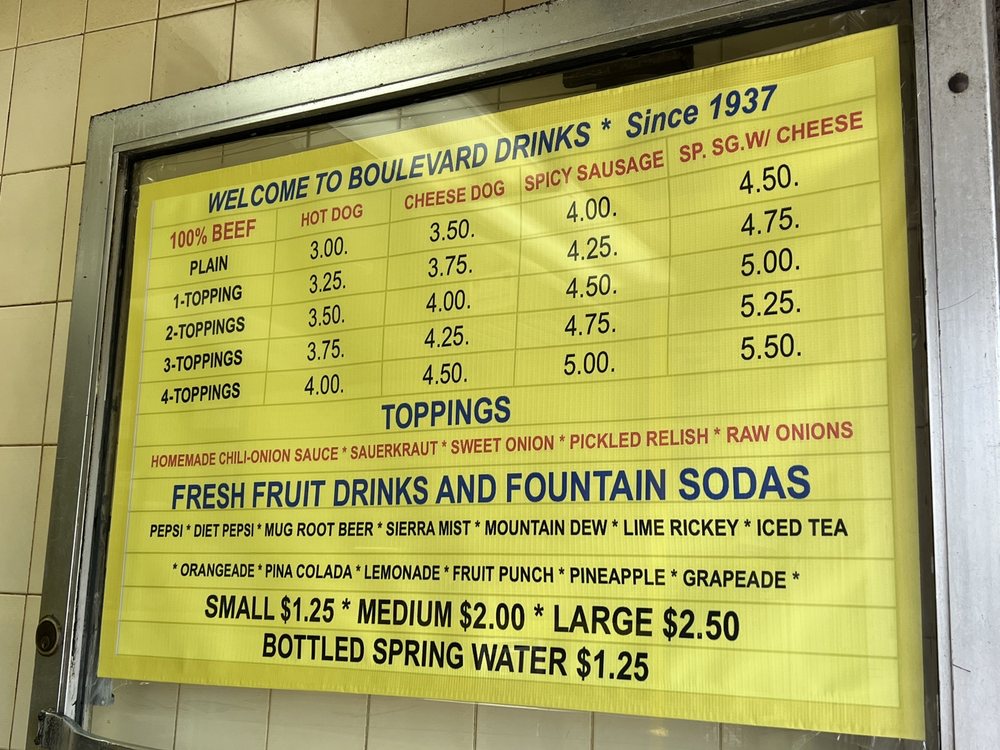 WELCOME TO BOULEVARD DRINKS * Since 1937
100% BEEF HOT DOG CHEESE DOG SPICY SAUSAGE SP. SG.W/ CHEESE
PLAIN 3.00. 3.50. 4.00. 4.50.
1-TOPPING 3.25. 3.75. 4.25. 4.75.
2-TOPPINGS 3.50. 4.00. 4.50. 5.00.
3-TOPPINGS 3.75. 4.25. 4.75. 5.25.
4-TOPPINGS 4.00. 4.50. 5.00. 5.50.
TOPPINGS
HOMEMADE CHILI-ONION SAUCE * SAUERKRAUT * SWEET ONION * PICKLED RELISH * RAW ONIONS
FRESH FRUIT DRINKS AND FOUNTAIN SODAS
PEPSI * DIET PEPSI * MUG ROOT BEER * SIERRA MIST * MOUNTAIN DEW * LIME RICKEY * ICED TEA
* ORANGEADE * PINA COLADA * LEMONADE * FRUIT PUNCH * PINEAPPLE * GRAPEADE *
SMALL $1.25 * MEDIUM $2.00 * LARGE $2.50
BOTTLED SPRING WATER $1.25